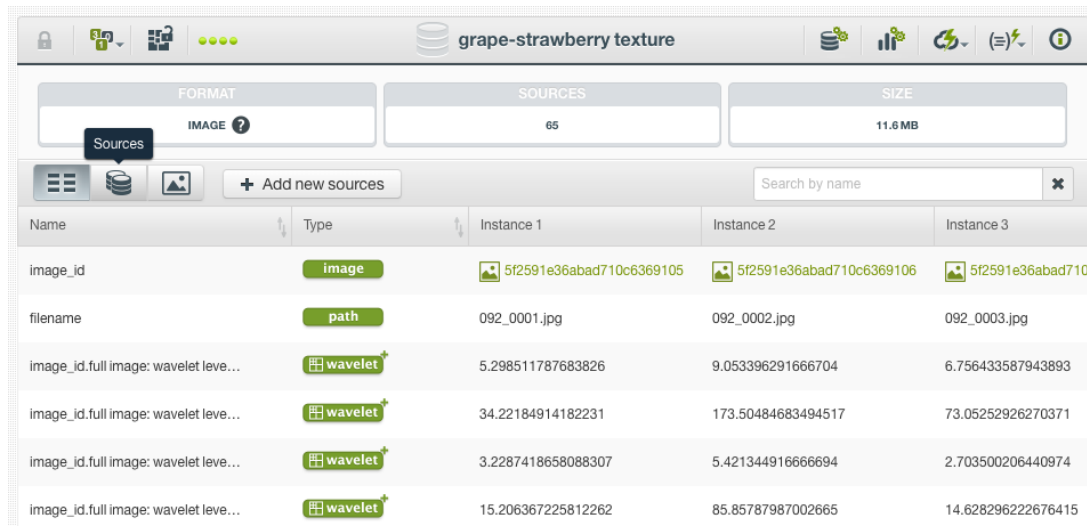 grape-strawberry texture
FORMAT SOURCES SIZE
IMAGE ? 65 11.6 MB
Sources
+ Add new sources Search by name
Name Type Instance 1 Instance 2 Instance 3
image_id image 5f2591e36abad710c6369105 5f2591e36abad710c6369106 5f2591e36abad710
filename path 092_0001.jpg 092_0002.jpg 092_0003.jpg
image_id.full image: wavelet leve... wavelet 5.298511787683826 9.053396291666704 6.756433587943893
image_id.full image: wavelet leve... wavelet 34.22184914182231 173.50484683494517 73.05252926270371
image_id.full image: wavelet leve... wavelet 3.2287418658088307 5.421344916666694 2.703500206440974
image_id.full image: wavelet leve... wavelet 15.206367225812262 85.85787987002665 14.628296222676415